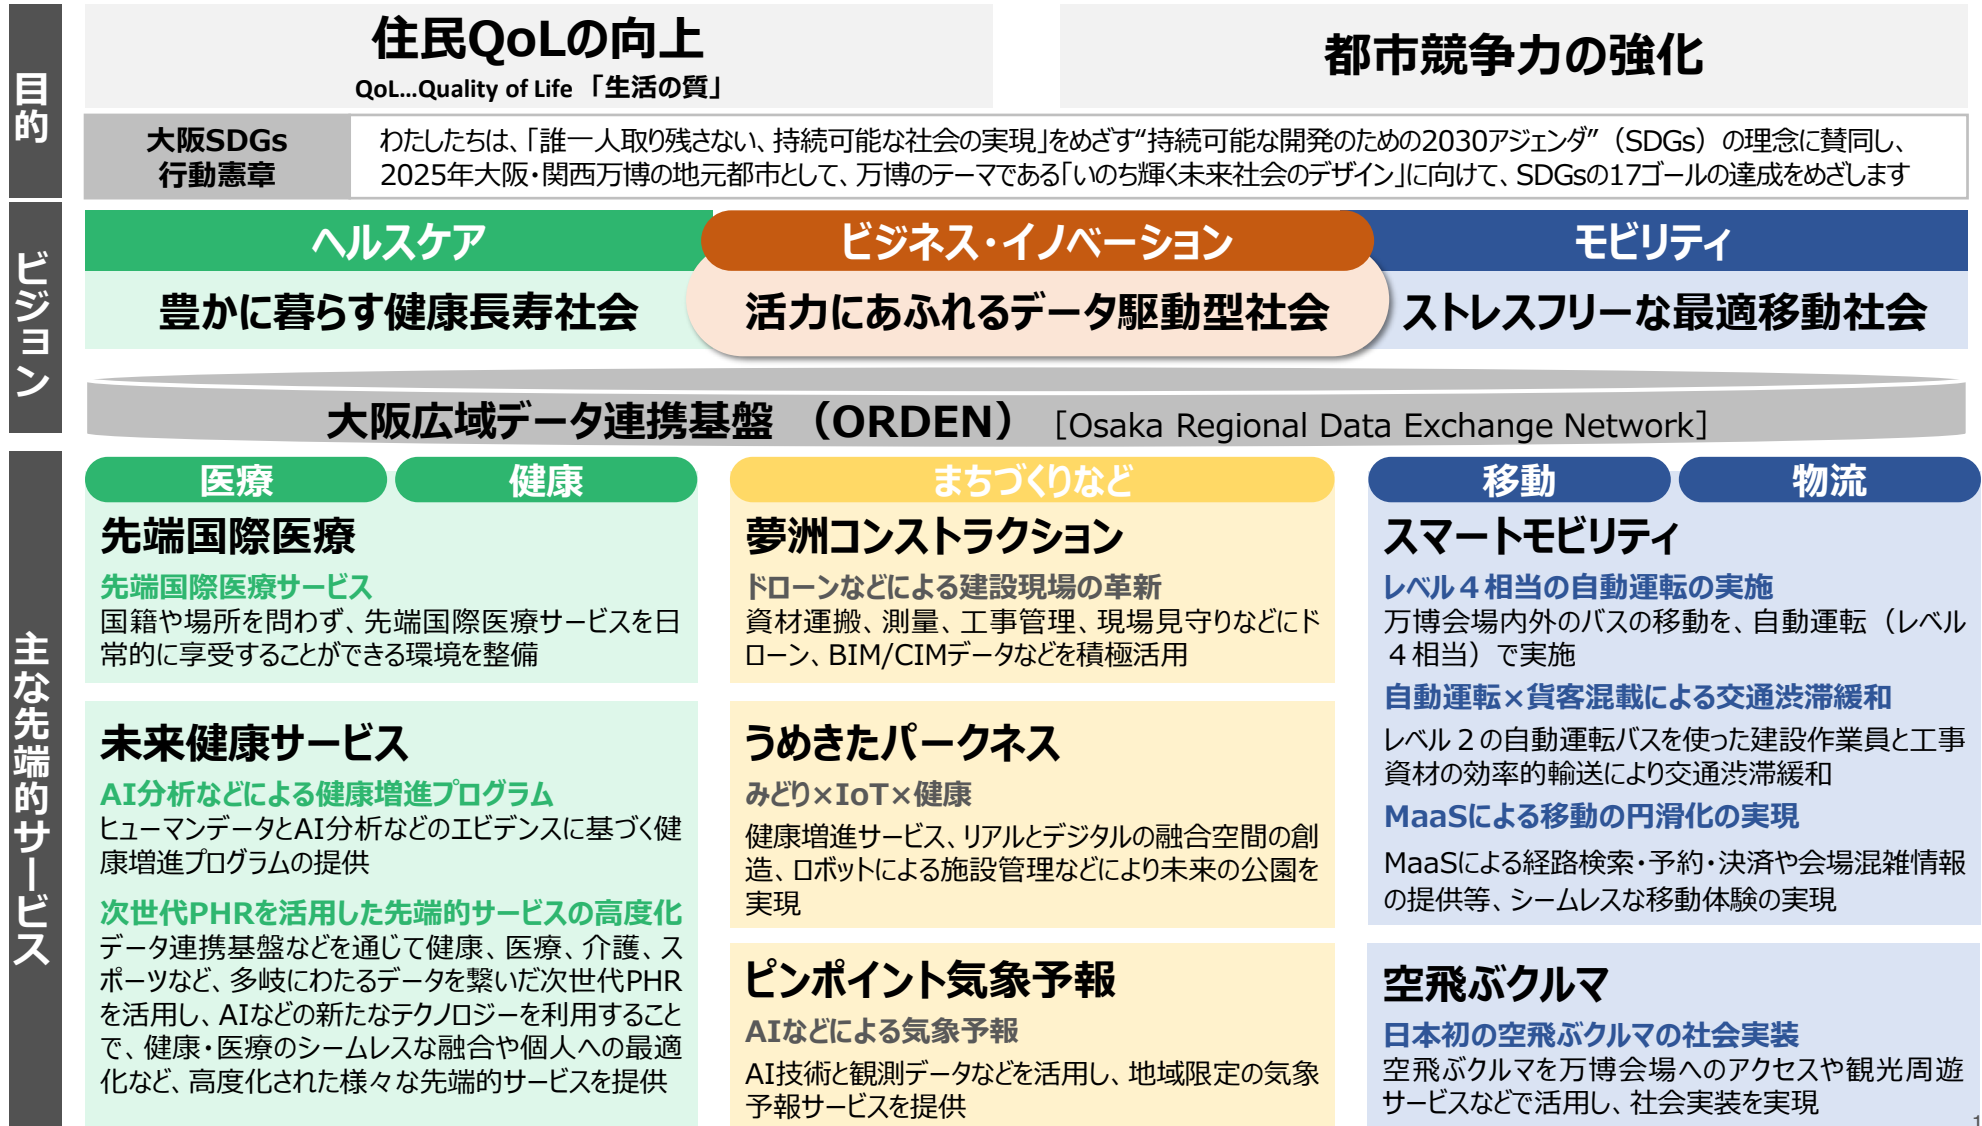 目的
住民QoLの向上
QoL...Quality of Life 「生活の質」
都市競争力の強化
大阪SDGs
行動憲章
わたしたちは、「誰一人取り残さない、持続可能な社会の実現」をめざす“持続可能な開発のための2030アジェンダ”（SDGs）の理念に賛同し、
2025年大阪・関西万博の地元都市として、万博のテーマである「いのち輝く未来社会のデザイン」に向けて、SDGsの17ゴールの達成をめざします
ビジョン
ヘルスケア
豊かに暮らす健康長寿社会
ビジネス・イノベーション
活力にあふれるデータ駆動型社会
モビリティ
ストレスフリーな最適移動社会
大阪広域データ連携基盤 （ORDEN） ［Osaka Regional Data Exchange Network］
主な先端的サービス
医療
健康
先端国際医療
先端国際医療サービス
国籍や場所を問わず、先端国際医療サービスを日
常的に享受することができる環境を整備
未来健康サービス
AI分析などによる健康増進プログラム
ヒューマンデータとAI分析などのエビデンスに基づく健
康増進プログラムの提供
次世代PHRを活用した先端的サービスの高度化
データ連携基盤などを通じて健康、医療、介護、ス
ポーツなど、多岐にわたるデータを繋いだ次世代PHR
を活用し、AIなどの新たなテクノロジーを利用すること
で、健康・医療のシームレスな融合や個人への最適
化など、高度化された様々な先端的サービスを提供
まちづくりなど
夢洲コンストラクション
ドローンなどによる建設現場の革新
資材運搬、測量、工事管理、現場見守りなどにド
ローン、BIM/CIMデータなどを積極活用
うめきたパークネス
みどり×IoT×健康
健康増進サービス、リアルとデジタルの融合空間の創
造、ロボットによる施設管理などにより未来の公園を
実現
ピンポイント気象予報
AIなどによる気象予報
AI技術と観測データなどを活用し、地域限定の気象
予報サービスを提供
移動
物流
スマートモビリティ
レベル４相当の自動運転の実施
万博会場内外のバスの移動を、自動運転（レベル
４相当）で実施
自動運転×貨客混載による交通渋滞緩和
レベル２の自動運転バスを使った建設作業員と工事
資材の効率的輸送により交通渋滞緩和
MaaSによる移動の円滑化の実現
MaaSによる経路検索・予約・決済や会場混雑情報
の提供等、シームレスな移動体験の実現
空飛ぶクルマ
日本初の空飛ぶクルマの社会実装
空飛ぶクルマを万博会場へのアクセスや観光周遊
サービスなどで活用し、社会実装を実現